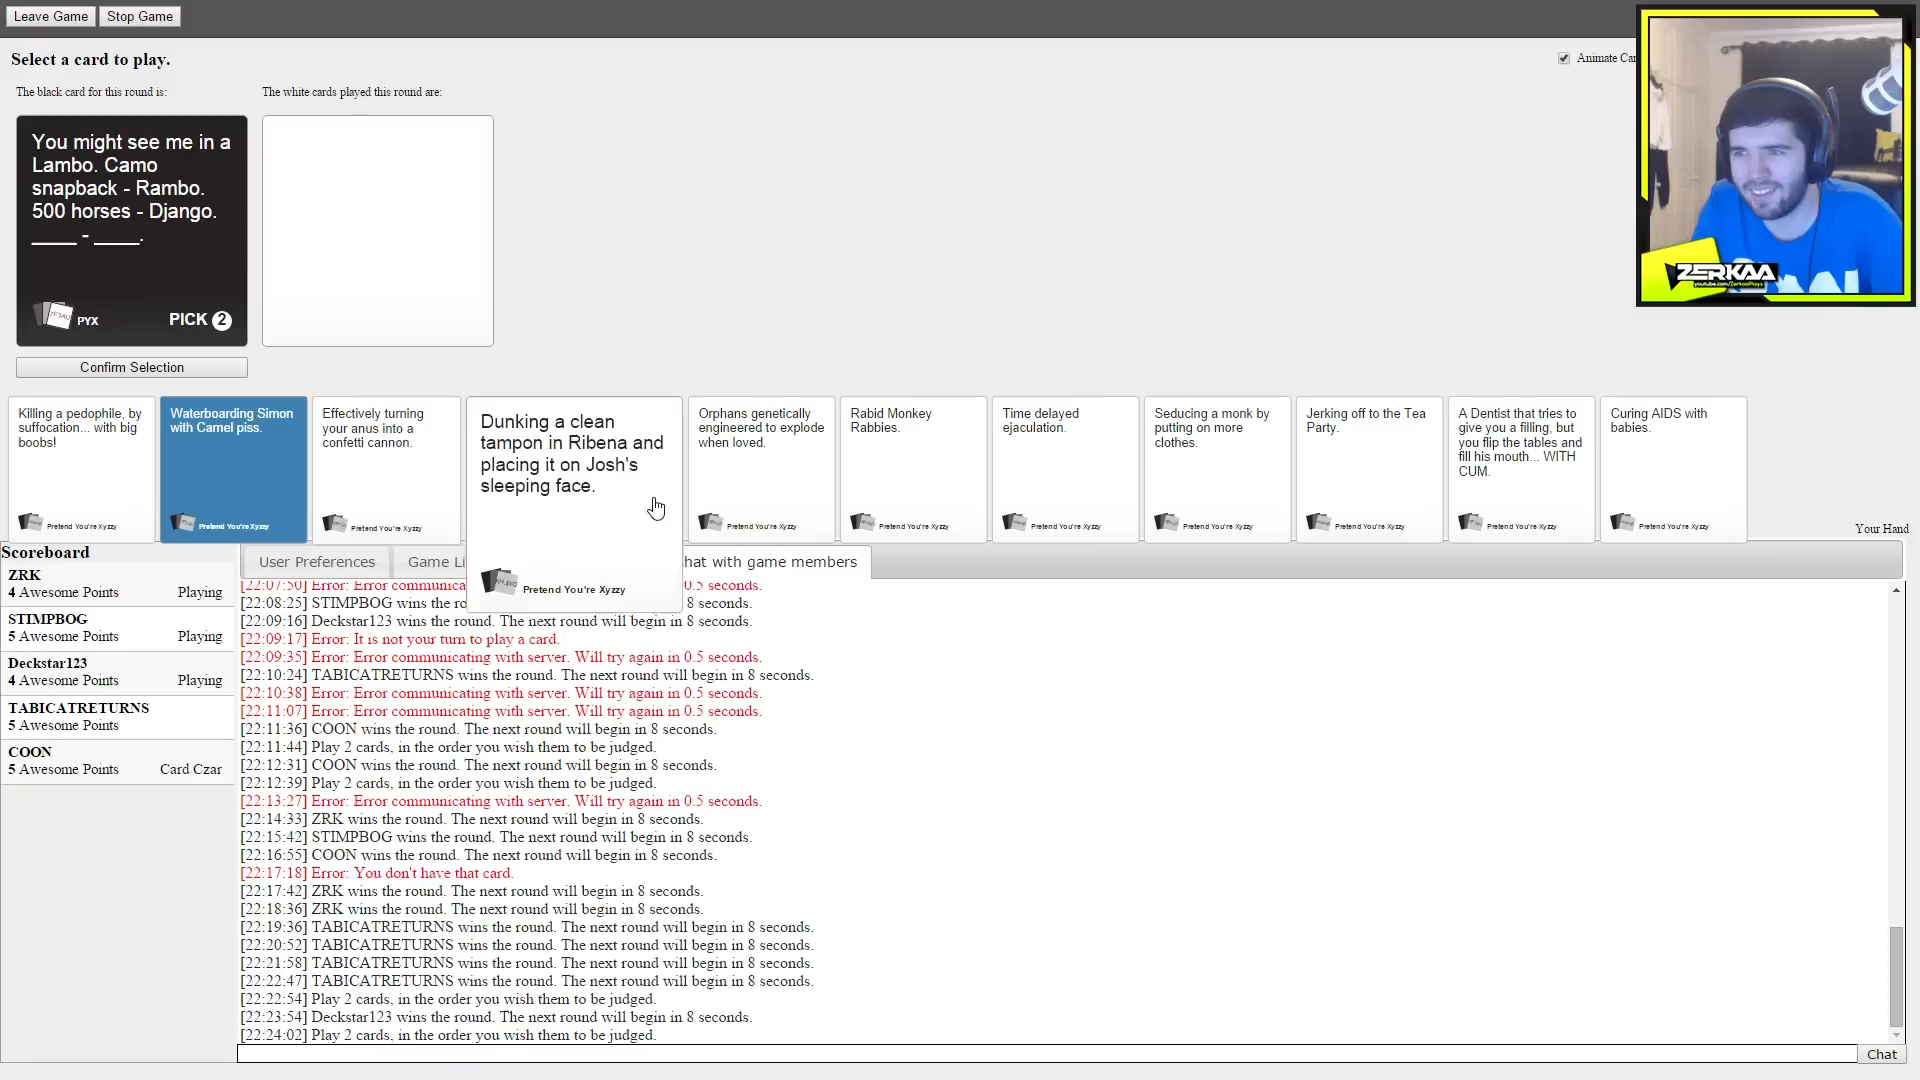 Leave Game
Stop Game
Select a card to play.
Animate Car
The black card for this round is:
The white cards played this round are:
You might see me in a
Lambo. Camo
snapback - Rambo.
500 horses - Django.
____ - ____.
PYX
PICK 2
Confirm Selection
ZERKAA
youtube.com/ZerkaaPlays
Killing a pedophile, by
suffocation... with big
boobs!
Pretend You're Xyzzy
Waterboarding Simon
with Camel piss.
Pretend You're Xyzzy
Effectively turning
your anus into a
confetti cannon.
Pretend You're Xyzzy
Dunking a clean
tampon in Ribena and
placing it on Josh's
sleeping face.
Pretend You're Xyzzy
Orphans genetically
engineered to explode
when loved.
Pretend You're Xyzzy
Rabid Monkey
Rabbies.
Pretend You're Xyzzy
Time delayed
ejaculation.
Pretend You're Xyzzy
Seducing a monk by
putting on more
clothes.
Pretend You're Xyzzy
Jerking off to the Tea
Party.
Pretend You're Xyzzy
A Dentist that tries to
give you a filling, but
you flip the tables and
fill his mouth... WITH
CUM.
Pretend You're Xyzzy
Curing AIDS with
babies.
Pretend You're Xyzzy
Your Hand
Scoreboard
ZRK
4 Awesome Points Playing
STIMPBOG
5 Awesome Points Playing
Deckstar123
4 Awesome Points Playing
TABICATRETURNS
5 Awesome Points
COON
5 Awesome Points Card Czar
User Preferences
Game Li
hat with game members
[22:07:50] Error: Error communica 0.5 seconds.
[22:08:25] STIMPBOG wins the ro 8 seconds.
[22:09:16] Deckstar123 wins the round. The next round will begin in 8 seconds.
[22:09:17] Error: It is not your turn to play a card.
[22:09:35] Error: Error communicating with server. Will try again in 0.5 seconds.
[22:10:24] TABICATRETURNS wins the round. The next round will begin in 8 seconds.
[22:10:38] Error: Error communicating with server. Will try again in 0.5 seconds.
[22:11:07] Error: Error communicating with server. Will try again in 0.5 seconds.
[22:11:36] COON wins the round. The next round will begin in 8 seconds.
[22:11:44] Play 2 cards, in the order you wish them to be judged.
[22:12:31] COON wins the round. The next round will begin in 8 seconds.
[22:12:39] Play 2 cards, in the order you wish them to be judged.
[22:13:27] Error: Error communicating with server. Will try again in 0.5 seconds.
[22:14:33] ZRK wins the round. The next round will begin in 8 seconds.
[22:15:42] STIMPBOG wins the round. The next round will begin in 8 seconds.
[22:16:55] COON wins the round. The next round will begin in 8 seconds.
[22:17:18] Error: You don't have that card.
[22:17:42] ZRK wins the round. The next round will begin in 8 seconds.
[22:18:36] ZRK wins the round. The next round will begin in 8 seconds.
[22:19:36] TABICATRETURNS wins the round. The next round will begin in 8 seconds.
[22:20:52] TABICATRETURNS wins the round. The next round will begin in 8 seconds.
[22:21:58] TABICATRETURNS wins the round. The next round will begin in 8 seconds.
[22:22:47] TABICATRETURNS wins the round. The next round will begin in 8 seconds.
[22:22:54] Play 2 cards, in the order you wish them to be judged.
[22:23:54] Deckstar123 wins the round. The next round will begin in 8 seconds.
[22:24:02] Play 2 cards, in the order you wish them to be judged.
Chat